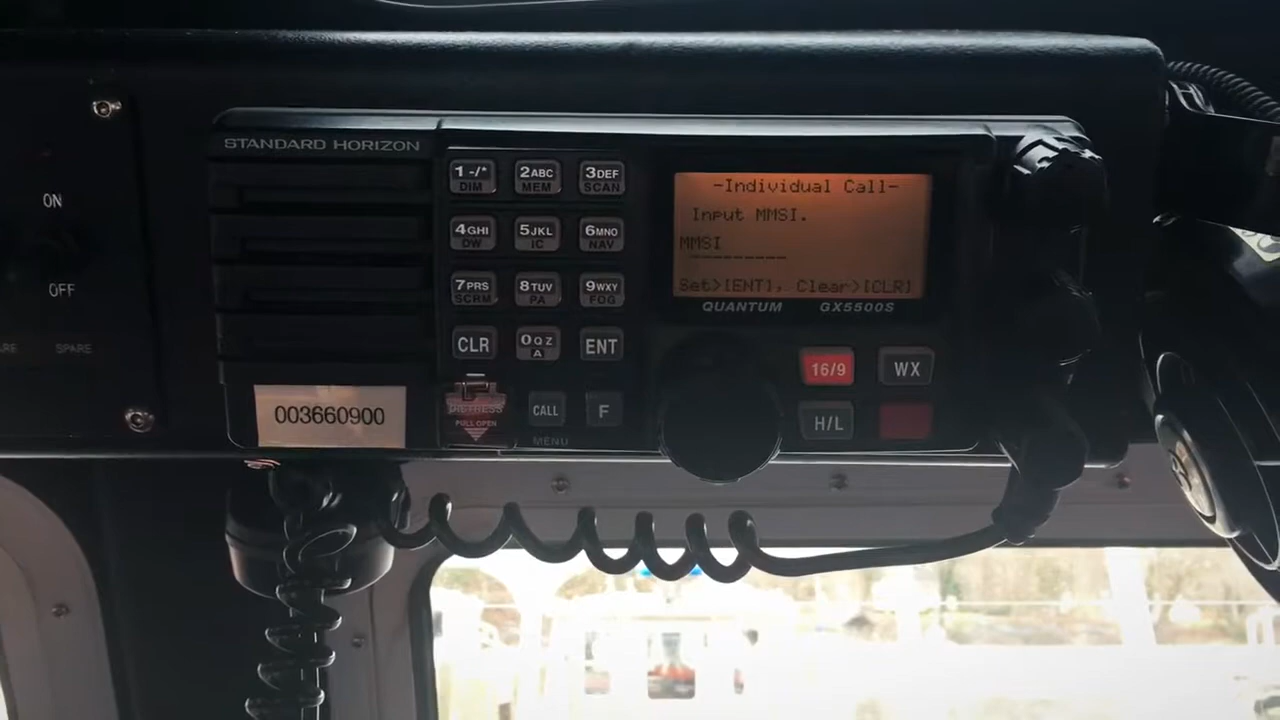 STANDARD HORIZON
ON
OFF
SPARE
1 -/*
DIM
2ABC
MEM
3DEF
SCAN
4GHI
DW
5JKL
IC
6MNO
NAV
7PRS
SCRM
8TUV
PA
9WXY
FOG
CLR
0QZ
A
ENT
DISTRESS
PULL OPEN
CALL
MENU
F
-Individual Call-
Input MMSI.
MMSI
Set>[ENT], Clear>[CLR]
QUANTUM GX5500S
16/9
WX
H/L
003660900